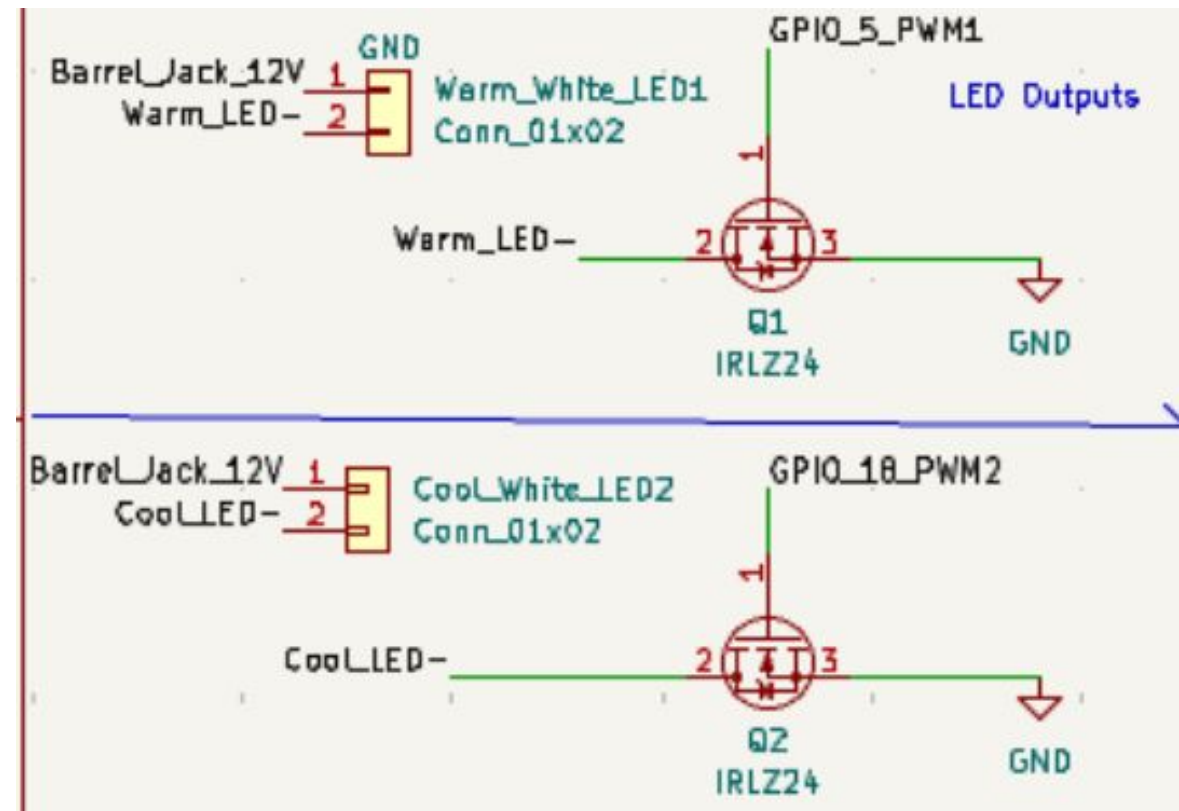 GND
Barrel_Jack_12V 1
Warm_LED- 2
Warm_White_LED1
Conn_01x02
GPIO_5_PWM1
LED Outputs
1
Warm_LED-
2
3
Q1
IRLZ24
GND
Barrel_Jack_12V 1
Cool_LED- 2
Cool_White_LED2
Conn_01x02
GPIO_18_PWM2
1
Cool_LED-
2
3
Q2
IRLZ24
GND